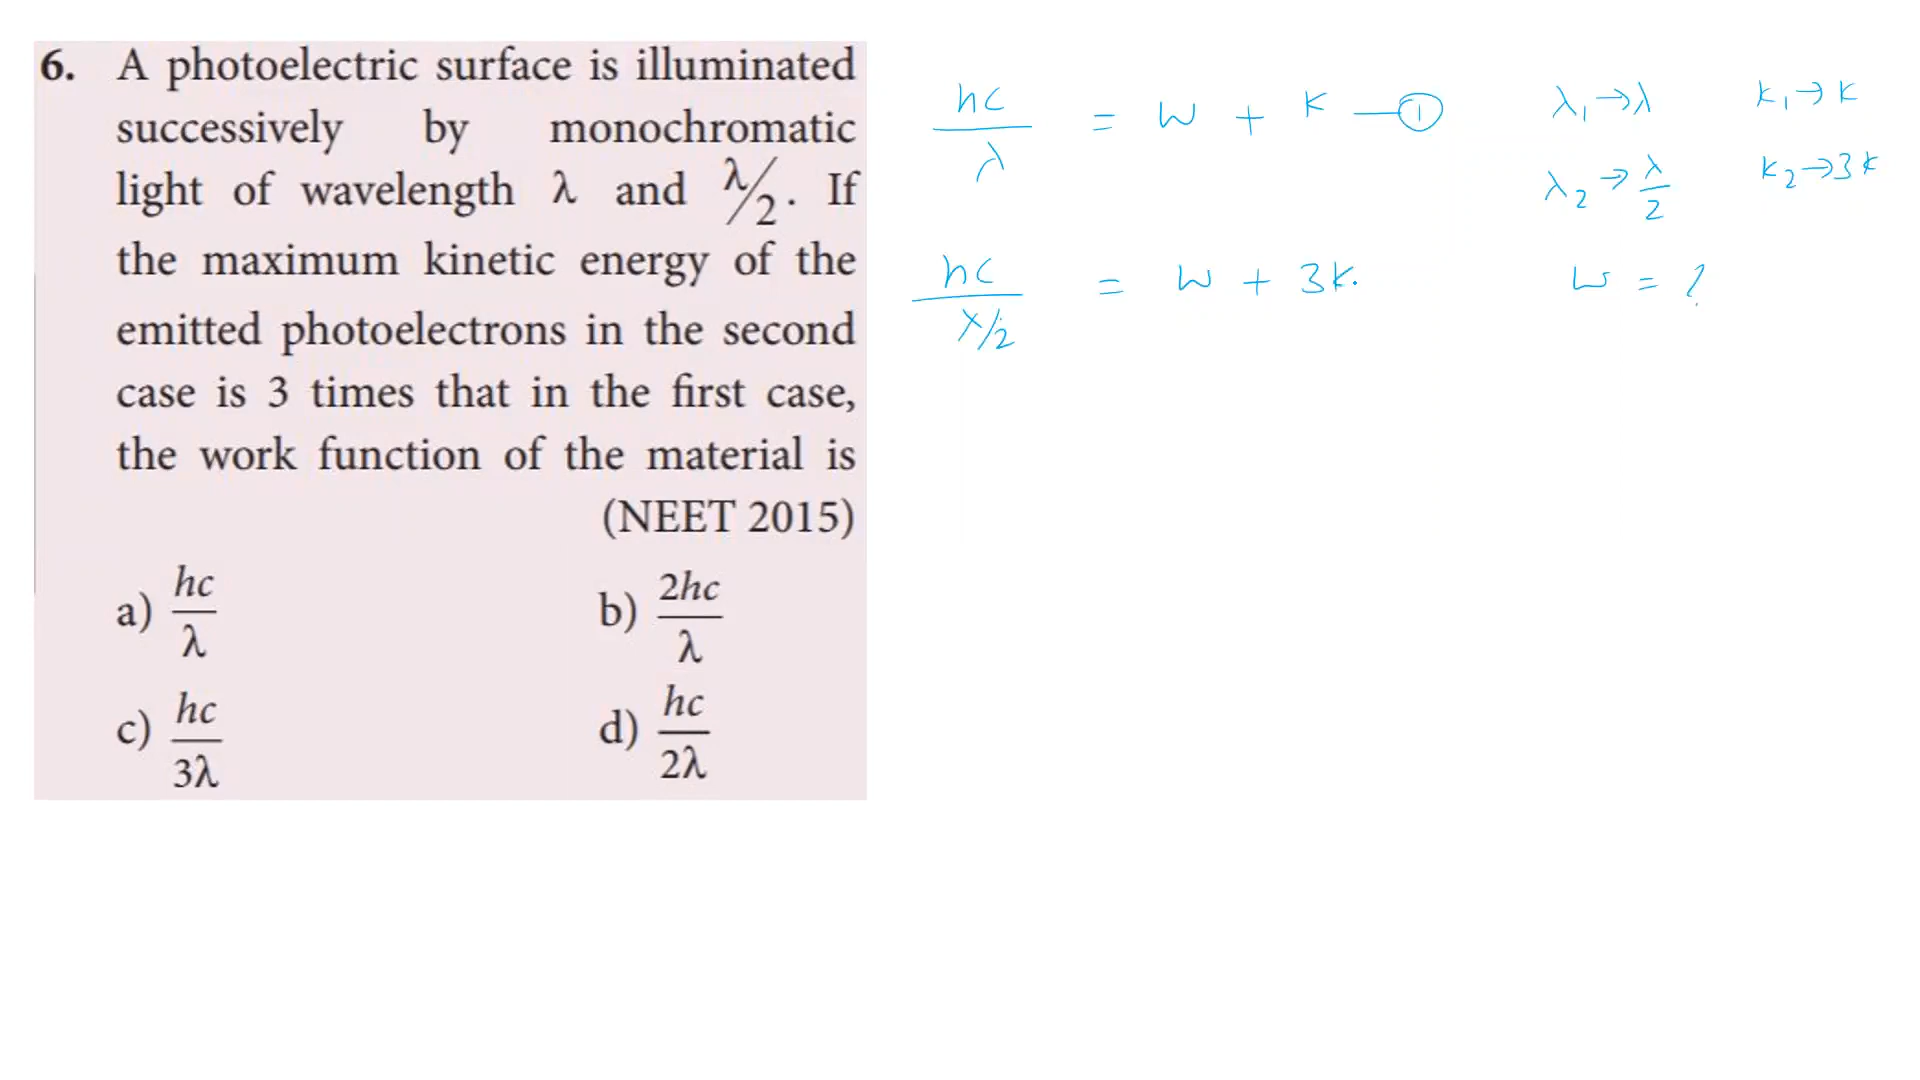 6. A photoelectric surface is illuminated
successively by monochromatic
light of wavelength λ and λ/2. If
the maximum kinetic energy of the
emitted photoelectrons in the second
case is 3 times that in the first case,
the work function of the material is
(NEET 2015)
a) hc/λ b) 2hc/λ
c) hc/3λ d) hc/2λ
hc/λ = W + K —①
λ₁→λ K₁→K
λ₂→λ/2 K₂→3K
hc/λ/2 = W + 3K.
W = ?